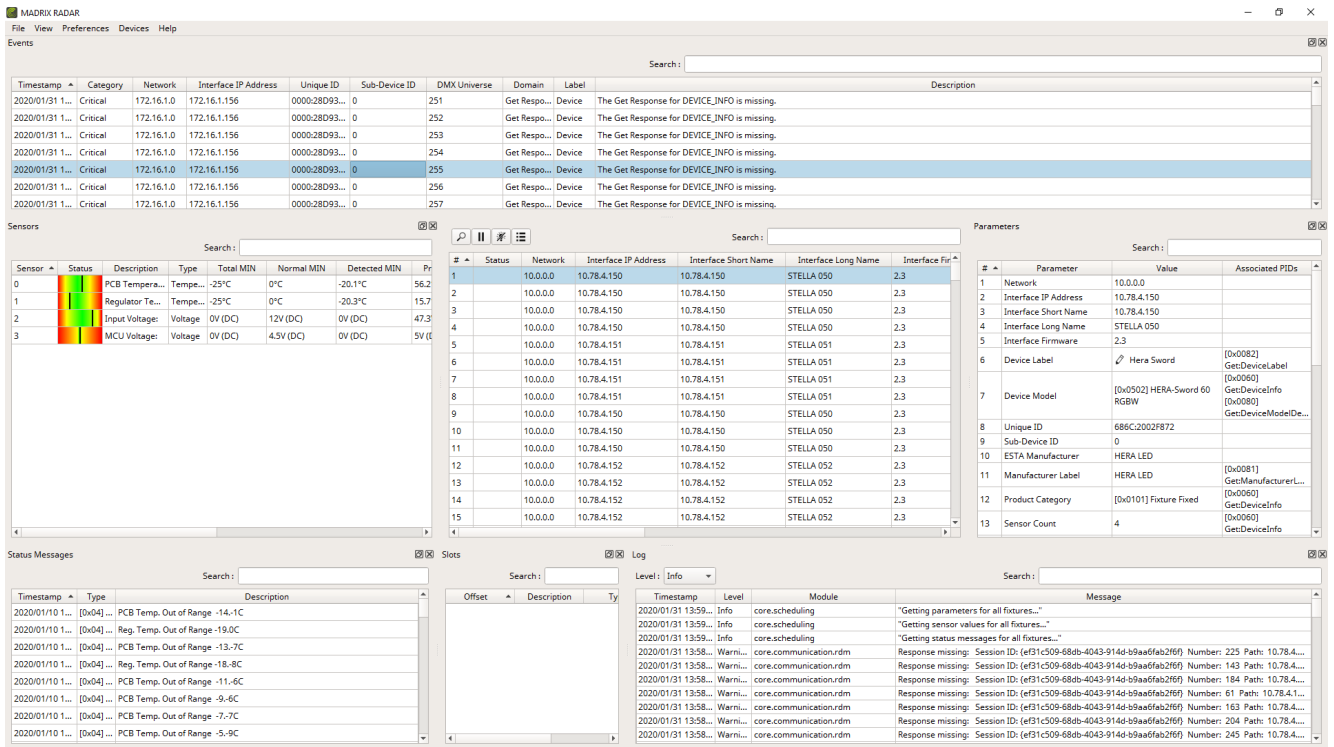 MADRIX RADAR
File View Preferences Devices Help
Events
Search :
Timestamp Category Network Interface IP Address Unique ID Sub-Device ID DMX Universe Domain Label Description
2020/01/31 1... Critical 172.16.1.0 172.16.1.156 0000:28D93... 0 251 Get Respo... Device The Get Response for DEVICE_INFO is missing.
2020/01/31 1... Critical 172.16.1.0 172.16.1.156 0000:28D93... 0 252 Get Respo... Device The Get Response for DEVICE_INFO is missing.
2020/01/31 1... Critical 172.16.1.0 172.16.1.156 0000:28D93... 0 253 Get Respo... Device The Get Response for DEVICE_INFO is missing.
2020/01/31 1... Critical 172.16.1.0 172.16.1.156 0000:28D93... 0 254 Get Respo... Device The Get Response for DEVICE_INFO is missing.
2020/01/31 1... Critical 172.16.1.0 172.16.1.156 0000:28D93... 0 255 Get Respo... Device The Get Response for DEVICE_INFO is missing.
2020/01/31 1... Critical 172.16.1.0 172.16.1.156 0000:28D93... 0 256 Get Respo... Device The Get Response for DEVICE_INFO is missing.
2020/01/31 1... Critical 172.16.1.0 172.16.1.156 0000:28D93... 0 257 Get Respo... Device The Get Response for DEVICE_INFO is missing.
Sensors
Search :
Sensor Status Description Type Total MIN Normal MIN Detected MIN Pr
0 PCB Tempera... Tempe... -25°C 0°C -20.1°C 56.2
1 Regulator Te... Tempe... -25°C 0°C -20.3°C 15.7
2 Input Voltage: Voltage 0V (DC) 12V (DC) 0V (DC) 47.3
3 MCU Voltage: Voltage 0V (DC) 4.5V (DC) 0V (DC) 5V (
Search :
# Status Network Interface IP Address Interface Short Name Interface Long Name Interface Fir
1 10.0.0.0 10.78.4.150 10.78.4.150 STELLA 050 2.3
2 10.0.0.0 10.78.4.150 10.78.4.150 STELLA 050 2.3
3 10.0.0.0 10.78.4.150 10.78.4.150 STELLA 050 2.3
4 10.0.0.0 10.78.4.150 10.78.4.150 STELLA 050 2.3
5 10.0.0.0 10.78.4.151 10.78.4.151 STELLA 051 2.3
6 10.0.0.0 10.78.4.151 10.78.4.151 STELLA 051 2.3
7 10.0.0.0 10.78.4.151 10.78.4.151 STELLA 051 2.3
8 10.0.0.0 10.78.4.151 10.78.4.151 STELLA 051 2.3
9 10.0.0.0 10.78.4.150 10.78.4.150 STELLA 050 2.3
10 10.0.0.0 10.78.4.150 10.78.4.150 STELLA 050 2.3
11 10.0.0.0 10.78.4.150 10.78.4.150 STELLA 050 2.3
12 10.0.0.0 10.78.4.152 10.78.4.152 STELLA 052 2.3
13 10.0.0.0 10.78.4.152 10.78.4.152 STELLA 052 2.3
14 10.0.0.0 10.78.4.152 10.78.4.152 STELLA 052 2.3
15 10.0.0.0 10.78.4.152 10.78.4.152 STELLA 052 2.3
Parameters
Search :
# Parameter Value Associated PIDs
1 Network 10.0.0.0
2 Interface IP Address 10.78.4.150
3 Interface Short Name 10.78.4.150
4 Interface Long Name STELLA 050
5 Interface Firmware 2.3
6 Device Label Hera Sword [0x0082]
Get:DeviceLabel
7 Device Model [0x0502] HERA-Sword 60
RGBW
[0x0060]
Get:DeviceInfo
[0x0080]
Get:DeviceModelDe...
8 Unique ID 686C:2002F872
9 Sub-Device ID 0
10 ESTA Manufacturer HERA LED
11 Manufacturer Label HERA LED [0x0081]
Get:ManufacturerL...
12 Product Category [0x0101] Fixture Fixed [0x0060]
Get:DeviceInfo
13 Sensor Count 4 [0x0060]
Get:DeviceInfo
Status Messages
Search :
Timestamp Type Description
2020/01/10 1... [0x04] ... PCB Temp. Out of Range -14.-1C
2020/01/10 1... [0x04] ... Reg. Temp. Out of Range -19.0C
2020/01/10 1... [0x04] ... PCB Temp. Out of Range -13.-7C
2020/01/10 1... [0x04] ... Reg. Temp. Out of Range -18.-8C
2020/01/10 1... [0x04] ... PCB Temp. Out of Range -11.-6C
2020/01/10 1... [0x04] ... PCB Temp. Out of Range -9.-6C
2020/01/10 1... [0x04] ... PCB Temp. Out of Range -7.-7C
2020/01/10 1... [0x04] ... PCB Temp. Out of Range -5.-9C
Slots
Search :
Offset Description Ty
Log
Level : Info Search :
Timestamp Level Module Message
2020/01/31 13:59... Info core.scheduling "Getting parameters for all fixtures..."
2020/01/31 13:59... Info core.scheduling "Getting sensor values for all fixtures..."
2020/01/31 13:59... Info core.scheduling "Getting status messages for all fixtures..."
2020/01/31 13:58... Warni... core.communication.rdm Response missing: Session ID: {ef31c509-68db-4043-914d-b9aa6fab2f6f} Number: 225 Path: 10.78.4....
2020/01/31 13:58... Warni... core.communication.rdm Response missing: Session ID: {ef31c509-68db-4043-914d-b9aa6fab2f6f} Number: 143 Path: 10.78.4....
2020/01/31 13:58... Warni... core.communication.rdm Response missing: Session ID: {ef31c509-68db-4043-914d-b9aa6fab2f6f} Number: 184 Path: 10.78.4....
2020/01/31 13:58... Warni... core.communication.rdm Response missing: Session ID: {ef31c509-68db-4043-914d-b9aa6fab2f6f} Number: 61 Path: 10.78.4.1...
2020/01/31 13:58... Warni... core.communication.rdm Response missing: Session ID: {ef31c509-68db-4043-914d-b9aa6fab2f6f} Number: 163 Path: 10.78.4....
2020/01/31 13:58... Warni... core.communication.rdm Response missing: Session ID: {ef31c509-68db-4043-914d-b9aa6fab2f6f} Number: 204 Path: 10.78.4....
2020/01/31 13:58... Warni... core.communication.rdm Response missing: Session ID: {ef31c509-68db-4043-914d-b9aa6fab2f6f} Number: 245 Path: 10.78.4....